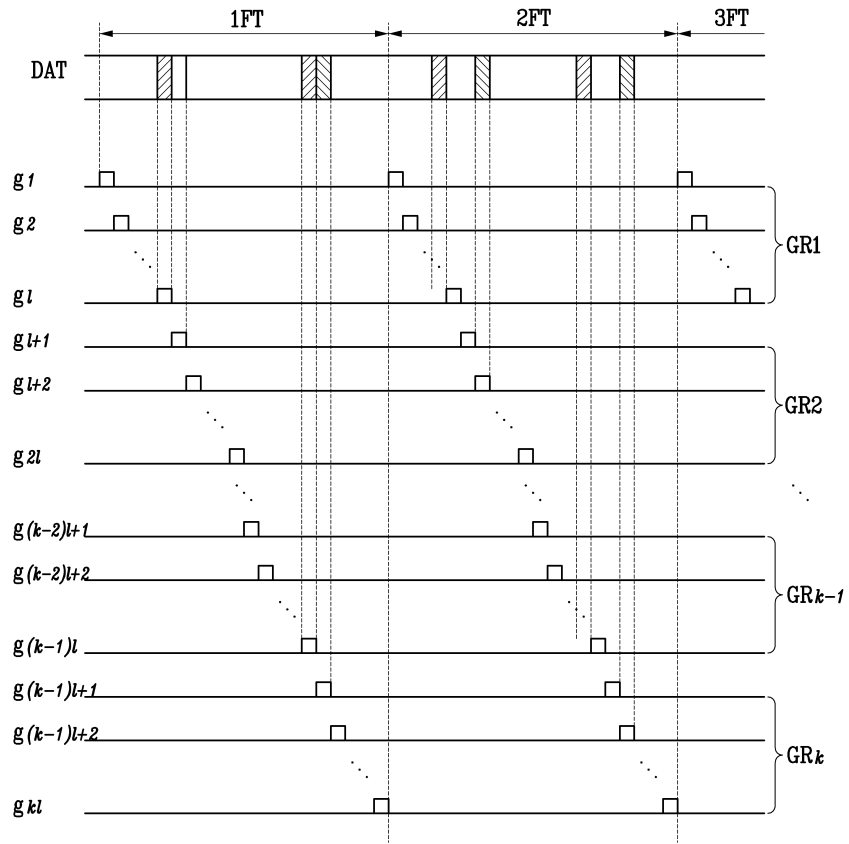 1FT 2FT 3FT
DAT
g1
g2
GR1
gl
gl+1
gl+2
GR2
g2l
g(k-2)l+1
g(k-2)l+2
GRk-1
g(k-1)l
g(k-1)l+1
g(k-1)l+2
GRk
gkl